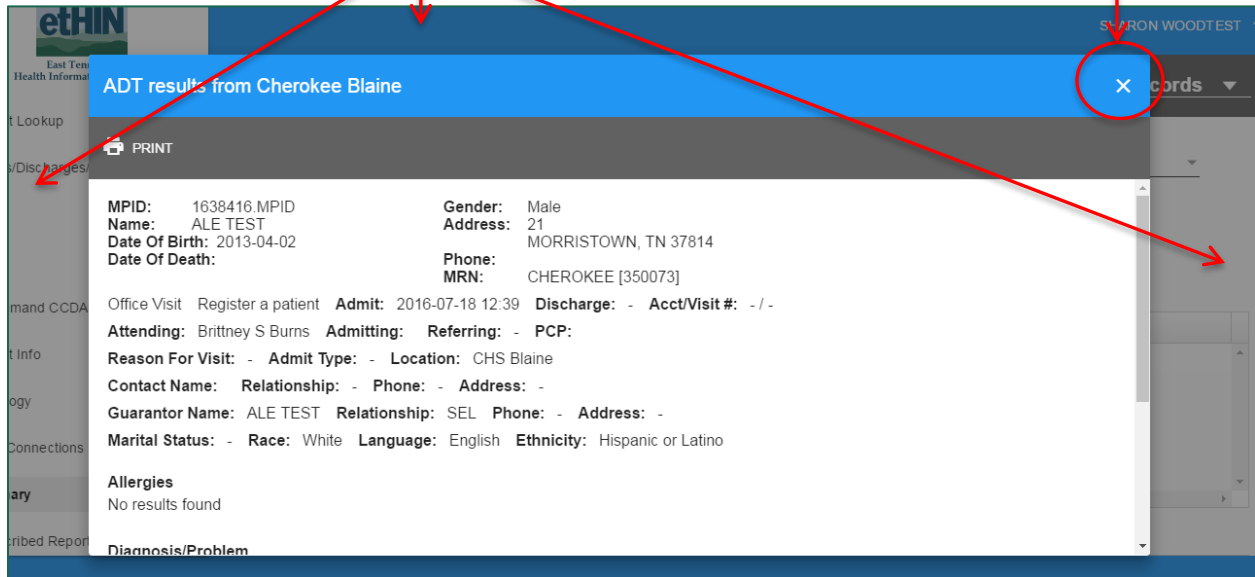 etHIN
East Ten
Health Informat
SHARON WOODTEST
ADT results from Cherokee Blaine
×
cords
PRINT
t Lookup
s/Discharges/
mand CCDA
t Info
ogy
Connections
ary
cribed Report
MPID: 1638416.MPID Gender: Male
Name: ALE TEST Address: 21
Date Of Birth: 2013-04-02 MORRISTOWN, TN 37814
Date Of Death: Phone:
MRN: CHEROKEE [350073]
Office Visit Register a patient Admit: 2016-07-18 12:39 Discharge: - Acct/Visit #: - / -
Attending: Brittney S Burns Admitting: Referring: - PCP:
Reason For Visit: - Admit Type: - Location: CHS Blaine
Contact Name: Relationship: - Phone: - Address: -
Guarantor Name: ALE TEST Relationship: SEL Phone: - Address: -
Marital Status: - Race: White Language: English Ethnicity: Hispanic or Latino
Allergies
No results found
Diagnosis/Problem